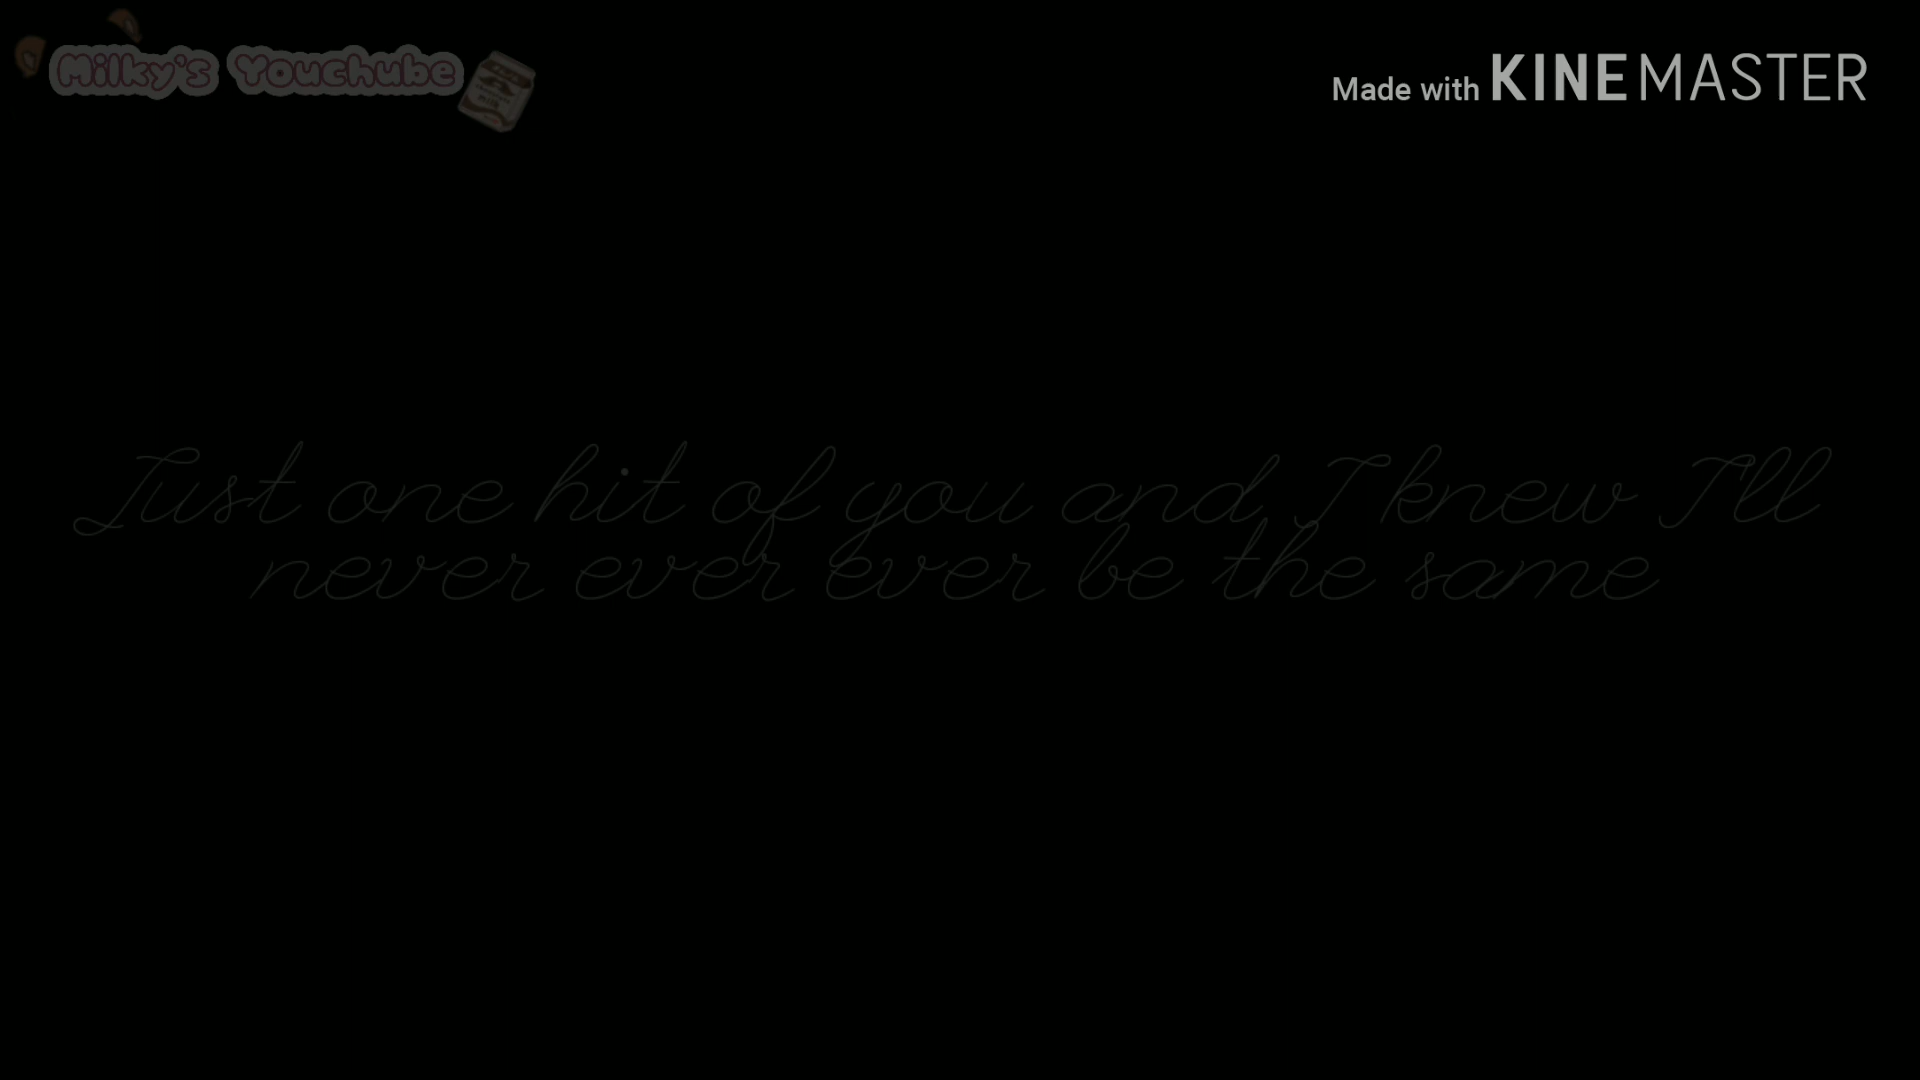 Milky's Youchube
Made with KINEMASTER
Just one hit of you and I knew I'll
never ever ever be the same